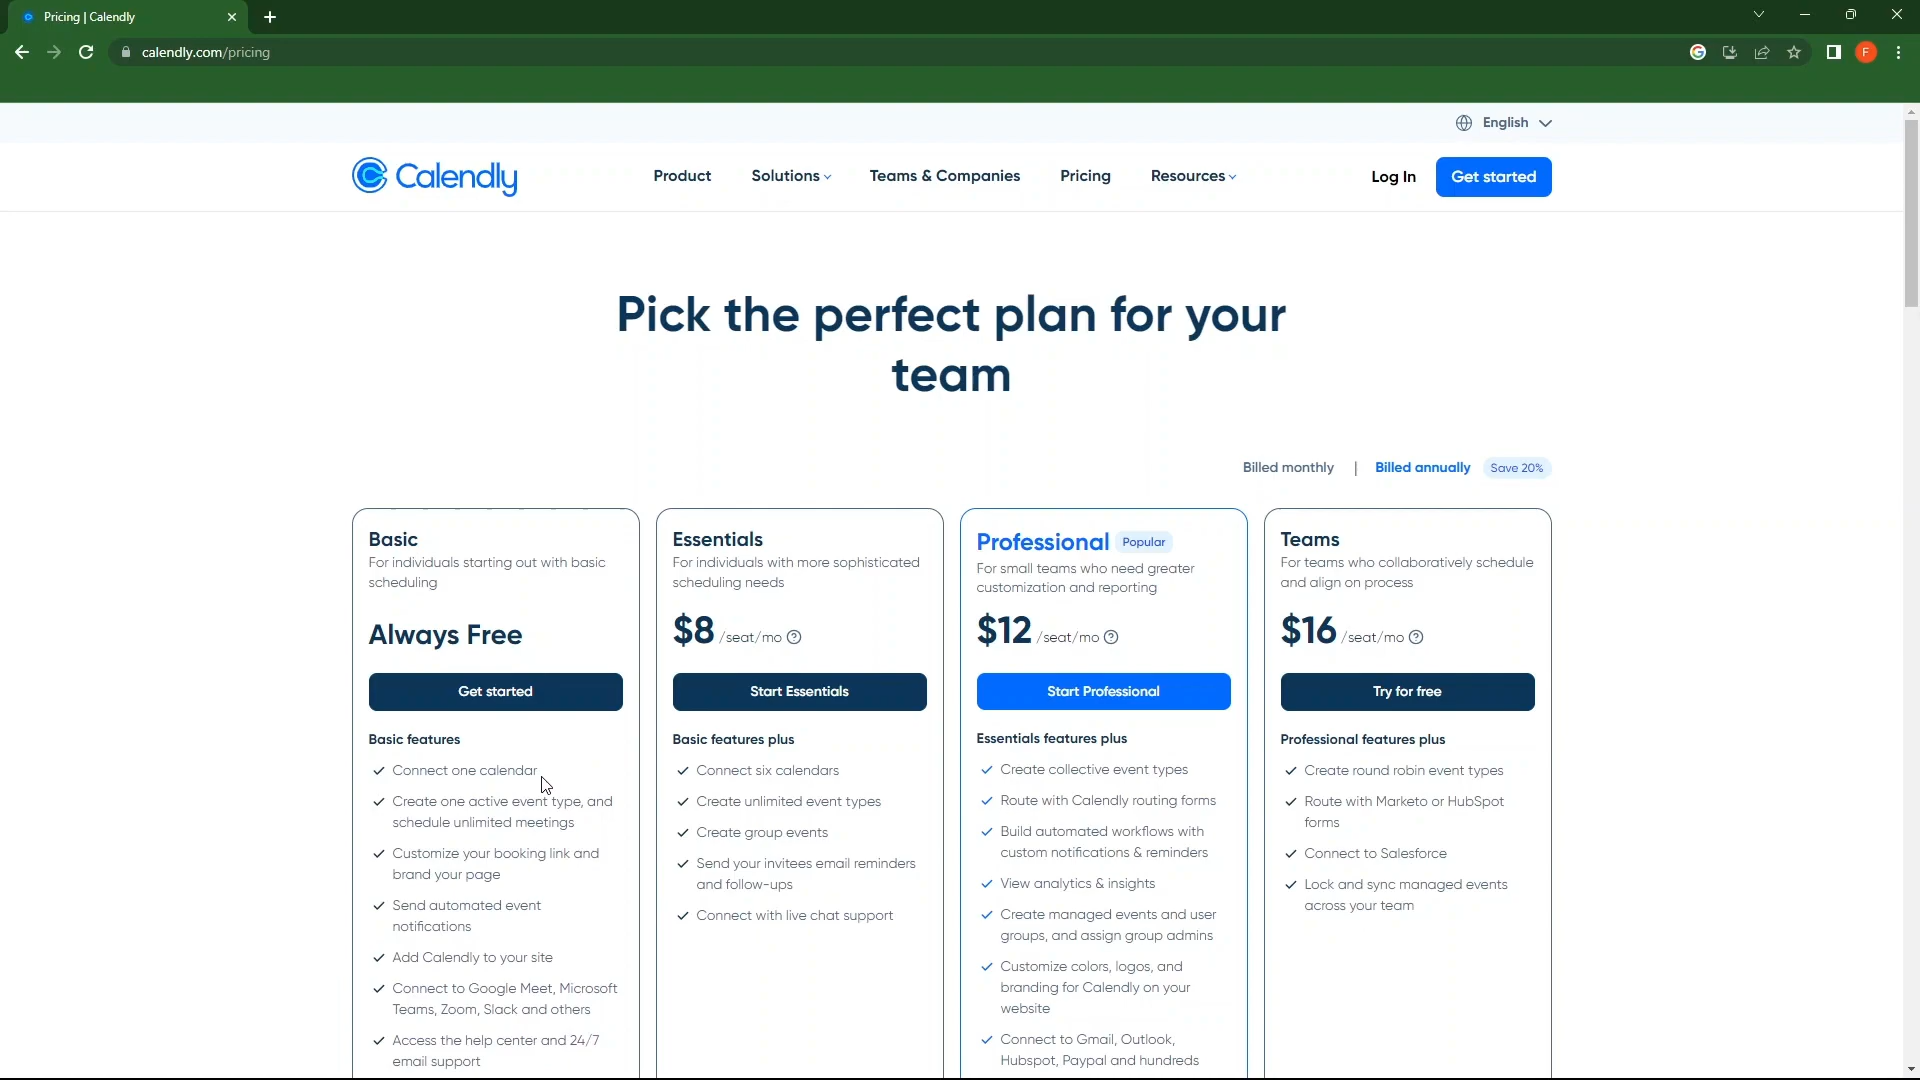 Pricing | Calendly
calendly.com/pricing
F
English
Calendly
Product Solutions Teams & Companies Pricing Resources Log In Get started
Pick the perfect plan for your
team
Billed monthly | Billed annually Save 20%
Basic
For individuals starting out with basic
scheduling
Always Free
Get started
Basic features
Connect one calendar
Create one active event type, and
schedule unlimited meetings
Customize your booking link and
brand your page
Send automated event
notifications
Add Calendly to your site
Connect to Google Meet, Microsoft
Teams, Zoom, Slack and others
Access the help center and 24/7
email support
Essentials
For individuals with more sophisticated
scheduling needs
$8 /seat/mo ?
Start Essentials
Basic features plus
Connect six calendars
Create unlimited event types
Create group events
Send your invitees email reminders
and follow-ups
Connect with live chat support
Professional Popular
For small teams who need greater
customization and reporting
$12 /seat/mo ?
Start Professional
Essentials features plus
Create collective event types
Route with Calendly routing forms
Build automated workflows with
custom notifications & reminders
View analytics & insights
Create managed events and user
groups, and assign group admins
Customize colors, logos, and
branding for Calendly on your
website
Connect to Gmail, Outlook,
Hubspot, Paypal and hundreds
Teams
For teams who collaboratively schedule
and align on process
$16 /seat/mo ?
Try for free
Professional features plus
Create round robin event types
Route with Marketo or HubSpot
forms
Connect to Salesforce
Lock and sync managed events
across your team